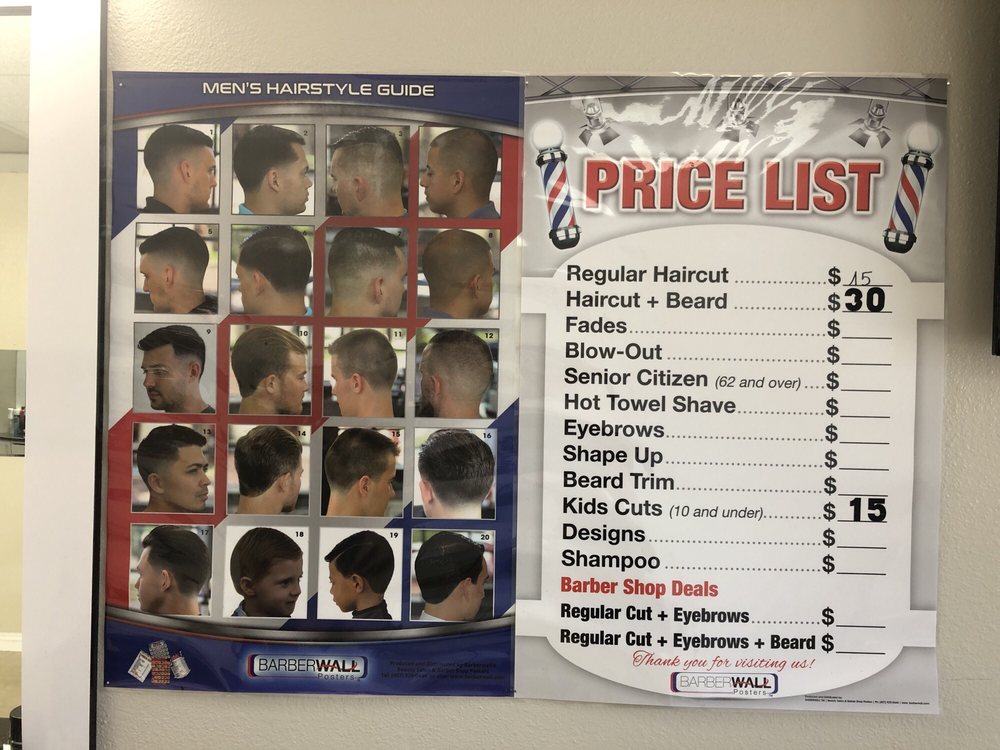 MEN'S HAIRSTYLE GUIDE
1 2 3 4
5 6 7 8
9 10 11 12
13 14 15 16
17 18 19 20
BARBERWALL
Posters
PRICE LIST
Regular Haircut ............ $ 15
Haircut + Beard ............ $ 30
Fades ............ $
Blow-Out ............ $
Senior Citizen (62 and over) .... $
Hot Towel Shave ............ $
Eyebrows ............ $
Shape Up ............ $
Beard Trim ............ $
Kids Cuts (10 and under) ............ $ 15
Designs ............ $
Shampoo ............ $
Barber Shop Deals
Regular Cut + Eyebrows ............ $
Regular Cut + Eyebrows + Beard $
Thank you for visiting us!
BARBERWALL
Posters